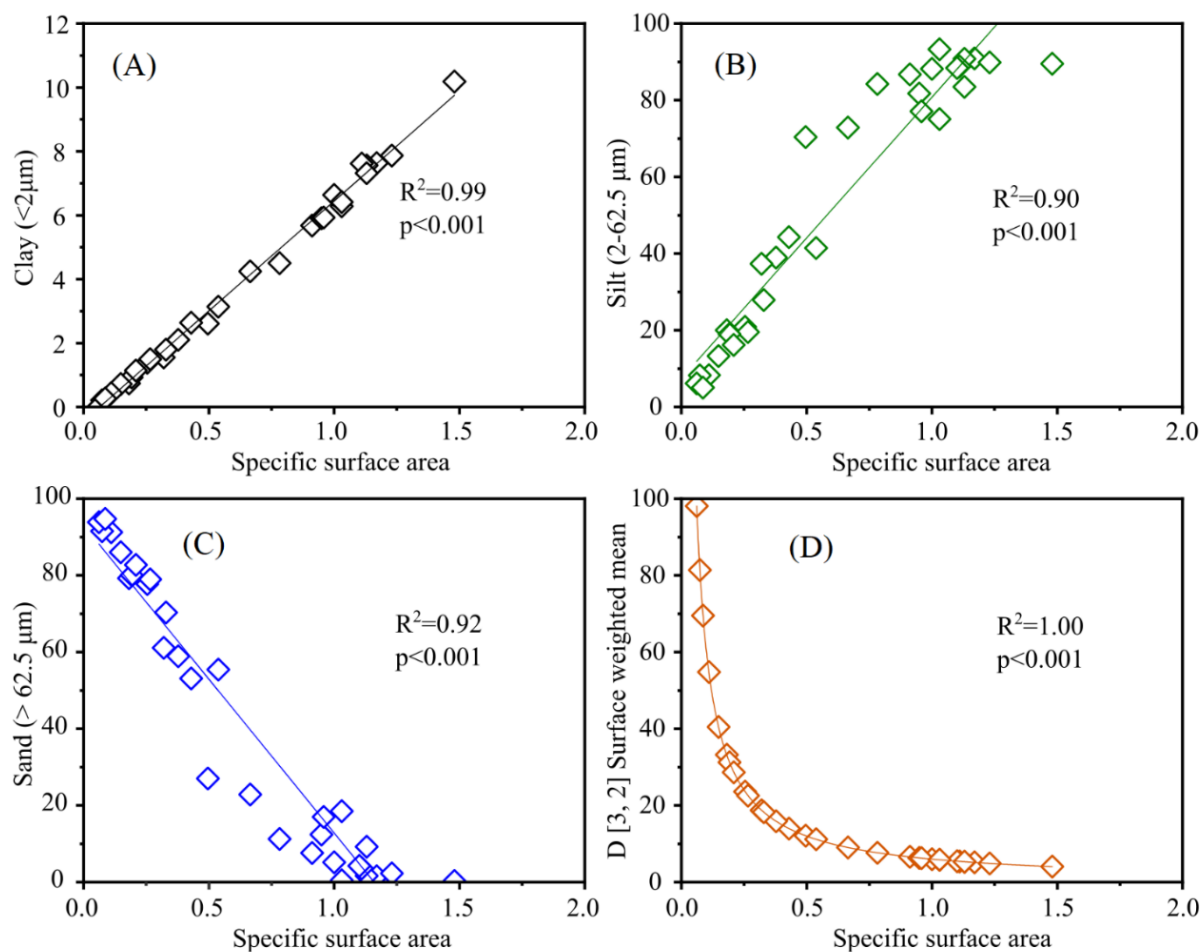 (A)
Clay (<2μm)
12
10
8
6
4
2
0
R²=0.99
p<0.001
0.0 0.5 1.0 1.5 2.0
Specific surface area
(B)
Silt (2-62.5 μm)
100
80
60
40
20
0
R²=0.90
p<0.001
0.0 0.5 1.0 1.5 2.0
Specific surface area
(C)
Sand (> 62.5 μm)
100
80
60
40
20
0
R²=0.92
p<0.001
0.0 0.5 1.0 1.5 2.0
Specific surface area
(D)
D [3, 2] Surface weighted mean
100
80
60
40
20
0
R²=1.00
p<0.001
0.0 0.5 1.0 1.5 2.0
Specific surface area